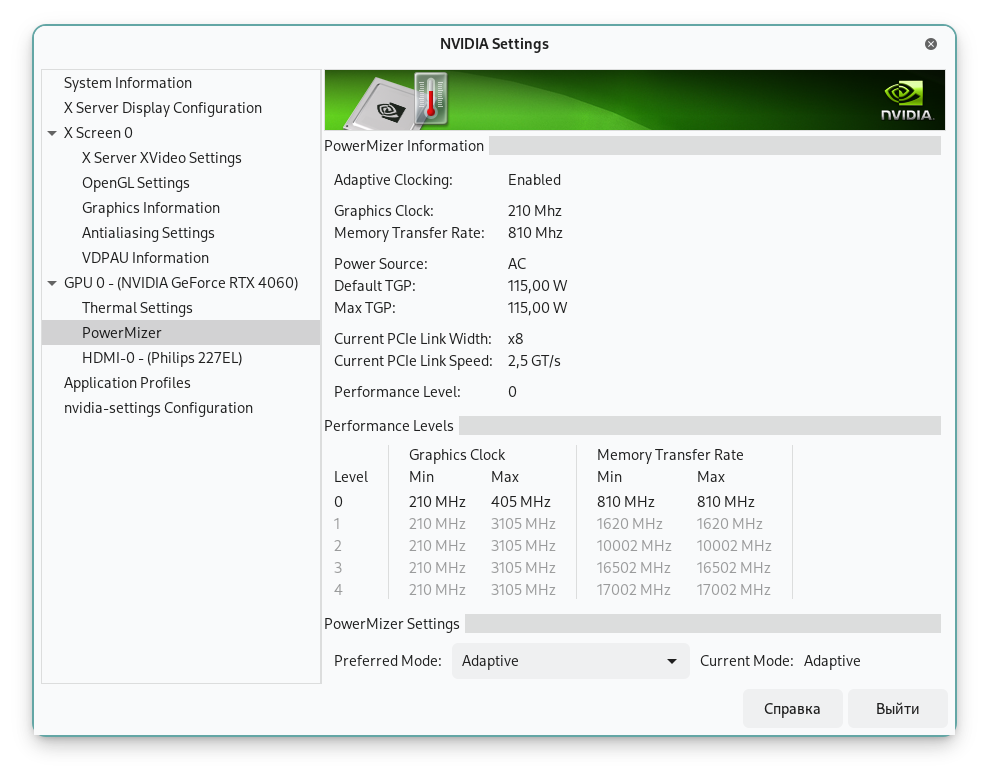 NVIDIA Settings
System Information
X Server Display Configuration
X Screen 0
X Server XVideo Settings
OpenGL Settings
Graphics Information
Antialiasing Settings
VDPAU Information
GPU 0 - (NVIDIA GeForce RTX 4060)
Thermal Settings
PowerMizer
HDMI-0 - (Philips 227EL)
Application Profiles
nvidia-settings Configuration
NVIDIA.
PowerMizer Information
Adaptive Clocking: Enabled
Graphics Clock: 210 Mhz
Memory Transfer Rate: 810 Mhz
Power Source: AC
Default TGP: 115,00 W
Max TGP: 115,00 W
Current PCIe Link Width: x8
Current PCIe Link Speed: 2,5 GT/s
Performance Level: 0
Performance Levels
Graphics Clock Memory Transfer Rate
Level Min Max Min Max
0 210 MHz 405 MHz 810 MHz 810 MHz
1 210 MHz 3105 MHz 1620 MHz 1620 MHz
2 210 MHz 3105 MHz 10002 MHz 10002 MHz
3 210 MHz 3105 MHz 16502 MHz 16502 MHz
4 210 MHz 3105 MHz 17002 MHz 17002 MHz
PowerMizer Settings
Preferred Mode: Adaptive Current Mode: Adaptive
Справка Выйти